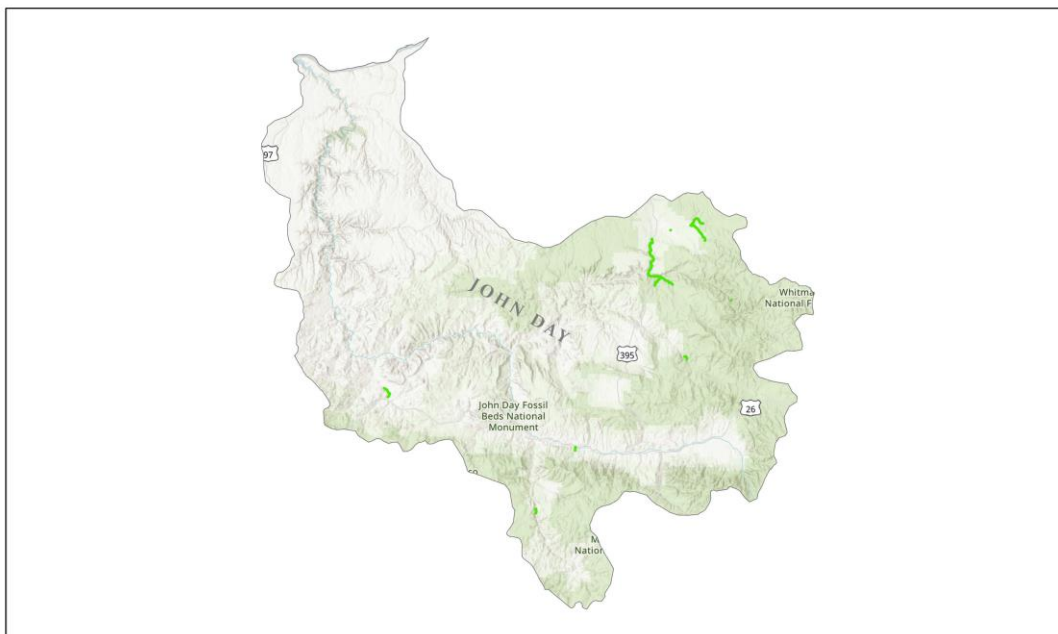 97
Whitma
National F
JOHN DAY
395
John Day Fossil
Beds National
Monument
26
M
Nation